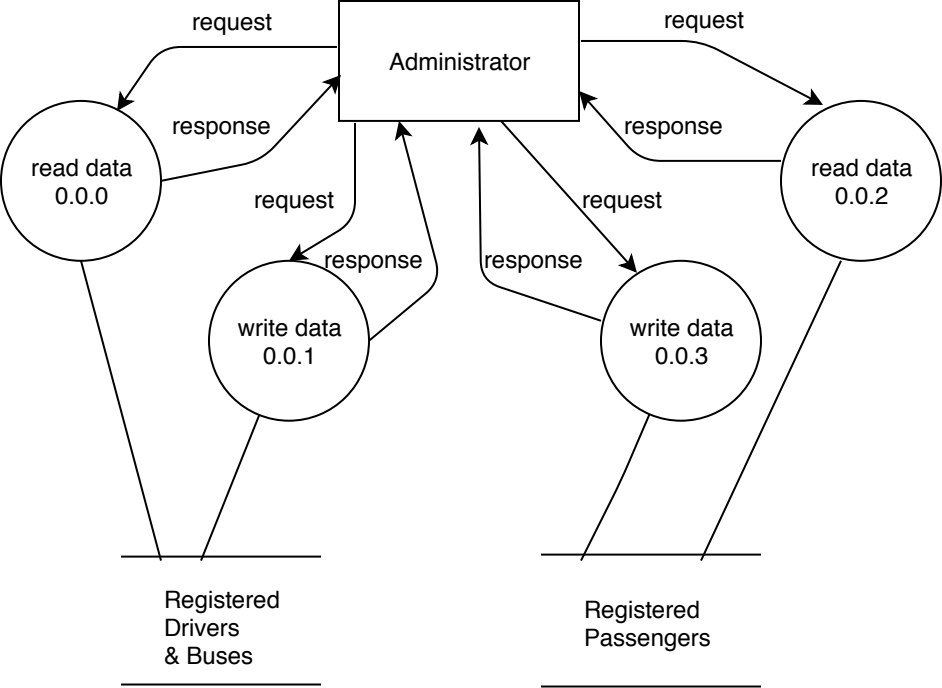 request
request
Administrator
response
response
read data
0.0.0
read data
0.0.2
request
request
response
response
write data
0.0.1
write data
0.0.3
Registered
Drivers
& Buses
Registered
Passengers